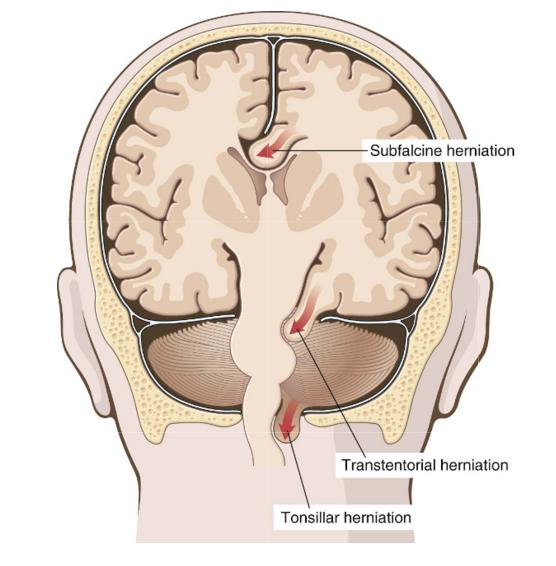 Subfalcine herniation
Transtentorial herniation
Tonsillar herniation